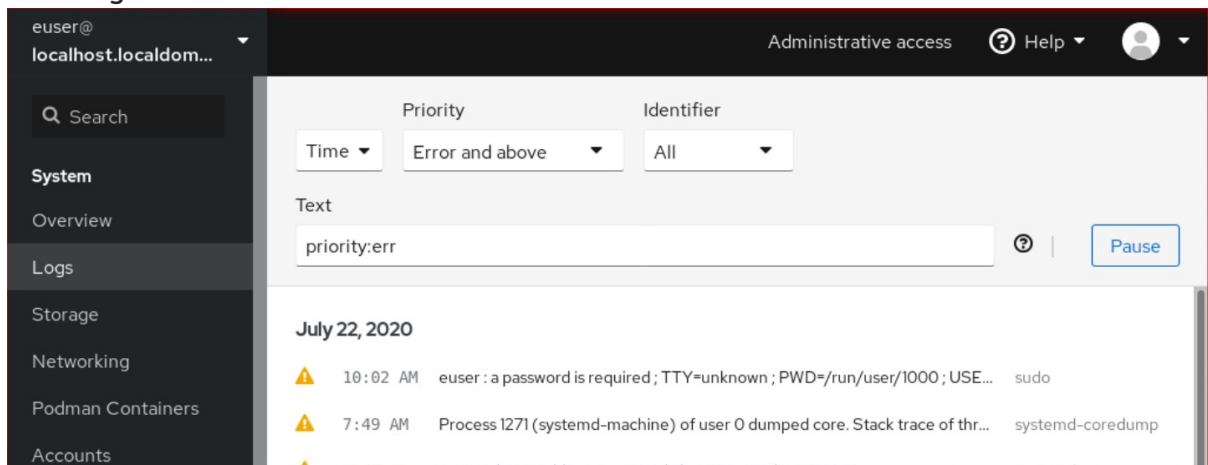 euser@
localhost.localdom...
Administrative access
Help
Search
System
Overview
Logs
Storage
Networking
Podman Containers
Accounts
Priority
Identifier
Time
Error and above
All
Text
priority:err
Pause
July 22, 2020
10:02 AM euser : a password is required ; TTY=unknown ; PWD=/run/user/1000 ; USE... sudo
7:49 AM Process 1271 (systemd-machine) of user 0 dumped core. Stack trace of thr... systemd-coredump